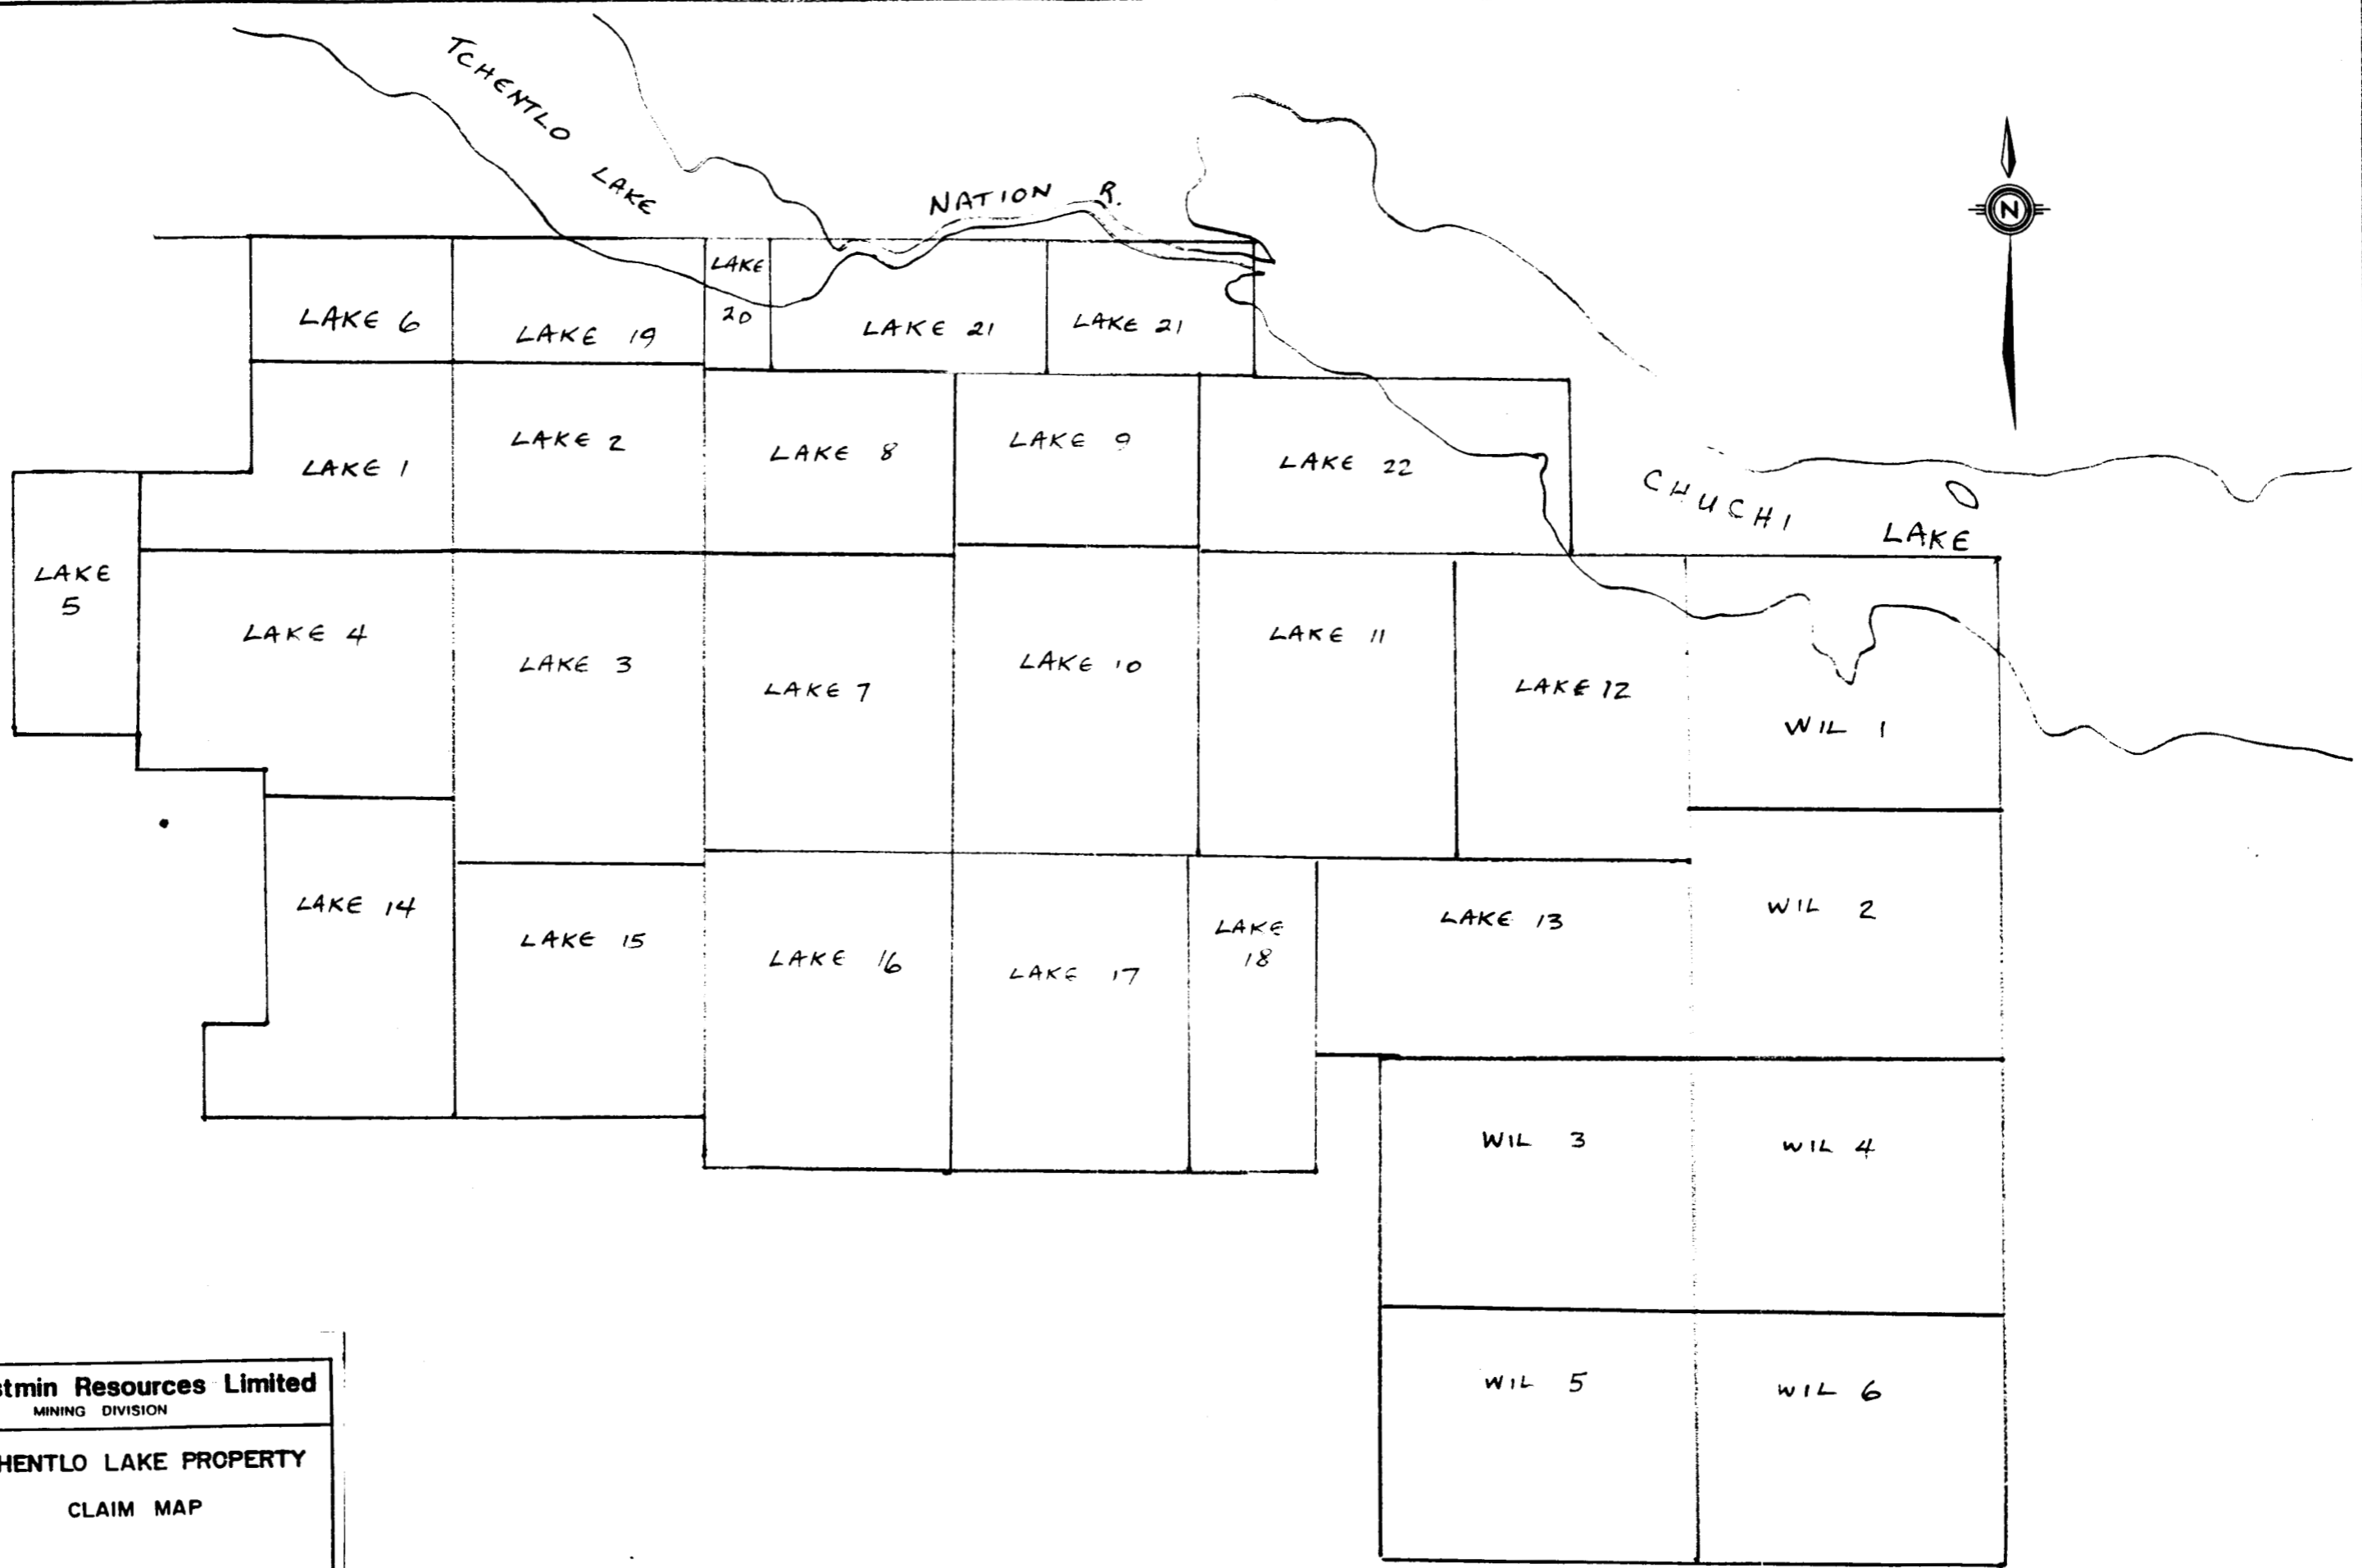 TCHENTLO
LAKE
NATION R.
N
LAKE 6
LAKE 19
LAKE
20
LAKE 21
LAKE 21
LAKE 1
LAKE 2
LAKE 8
LAKE 9
LAKE 22
CHUCHI
LAKE
LAKE
5
LAKE 4
LAKE 3
LAKE 7
LAKE 10
LAKE 11
LAKE 12
WIL 1
LAKE 14
LAKE 15
LAKE 16
LAKE 17
LAKE
18
LAKE 13
WIL 2
WIL 3
WIL 4
WIL 5
WIL 6
stmin Resources Limited
MINING DIVISION
HENTLO LAKE PROPERTY
CLAIM MAP